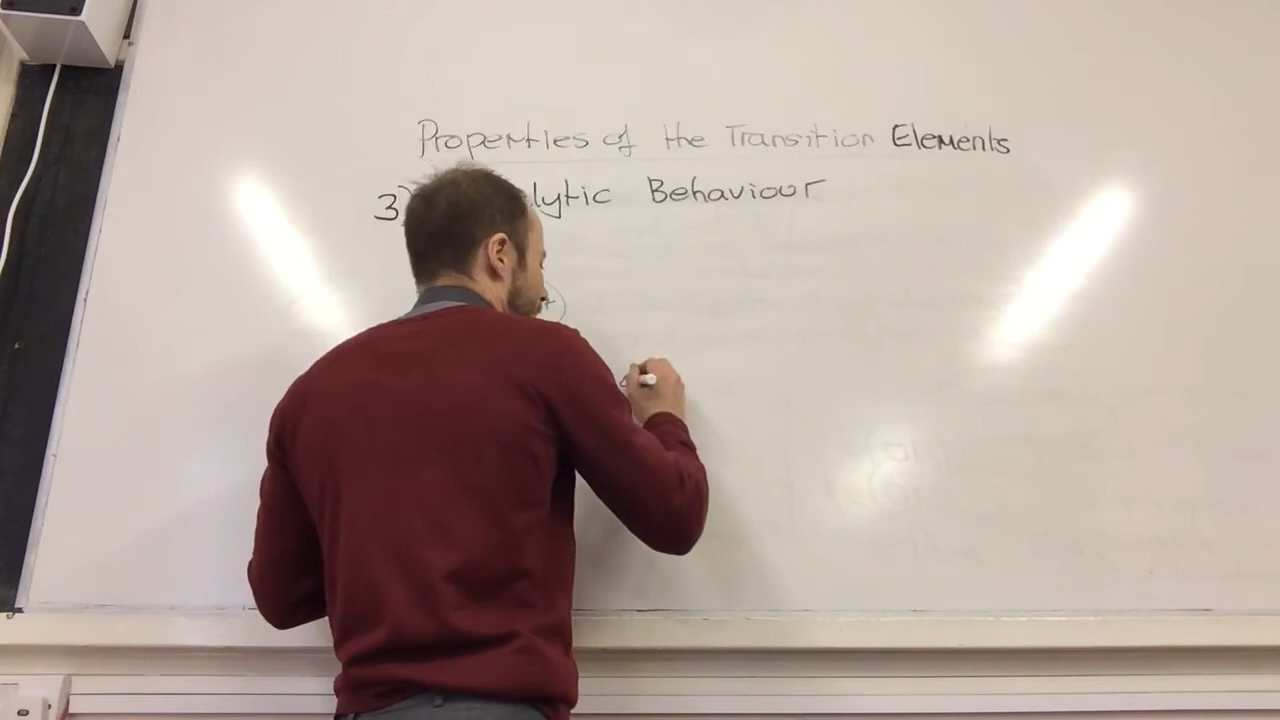 Properties of the Transition Elements
3) lytic Behaviour